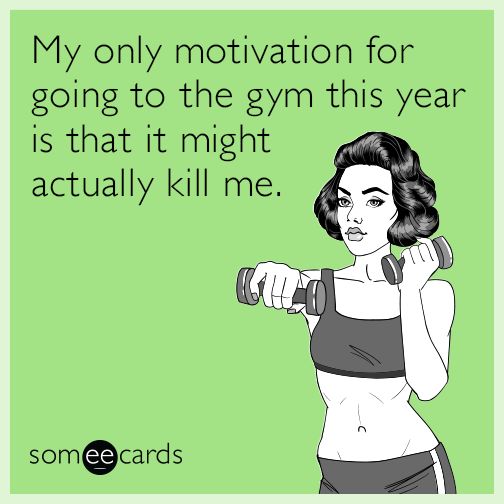 My only motivation for
going to the gym this year
is that it might
actually kill me.
someecards